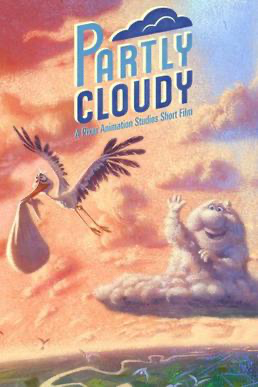 PARTLY
CLOUDY
A Pixar Animation Studios Short Film